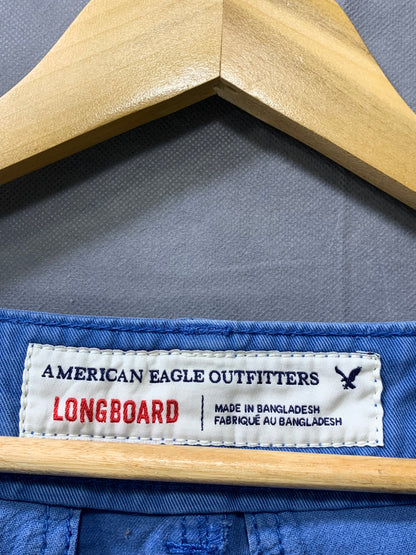 AMERICAN EAGLE OUTFITTERS
LONGBOARD
MADE IN BANGLADESH
FABRIQUÉ AU BANGLADESH